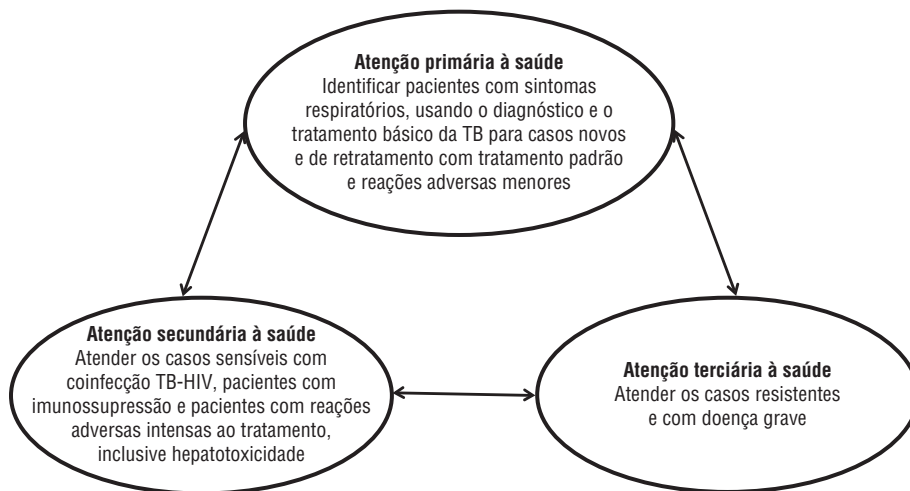 Atenção primária à saúde
Identificar pacientes com sintomas
respiratórios, usando o diagnóstico e o
tratamento básico da TB para casos novos
e de retratamento com tratamento padrão
e reações adversas menores
Atenção secundária à saúde
Atender os casos sensíveis com
coinfecção TB-HIV, pacientes com
imunossupressão e pacientes com reações
adversas intensas ao tratamento,
inclusive hepatotoxicidade
Atenção terciária à saúde
Atender os casos resistentes
e com doença grave